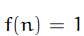 f(n) = 1